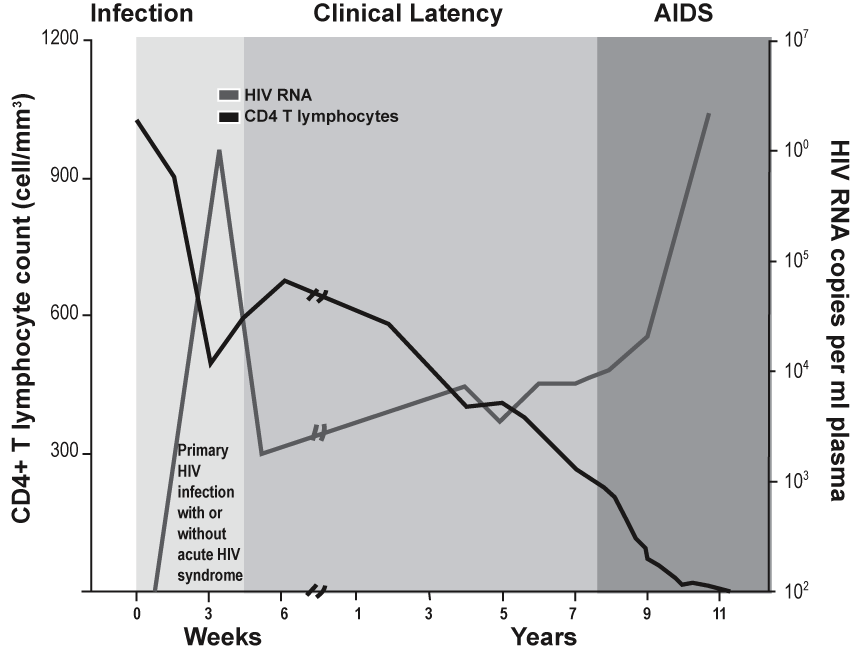 Infection Clinical Latency AIDS
1200
900
600
300
CD4+ T lymphocyte count (cell/mm³)
HIV RNA
CD4 T lymphocytes
Primary
HIV
infection
with or
without
acute HIV
syndrome
10⁷
10⁰
10⁵
10⁴
10³
10²
HIV RNA copies per ml plasma
0 3 6 1 3 5 7 9 11
Weeks Years